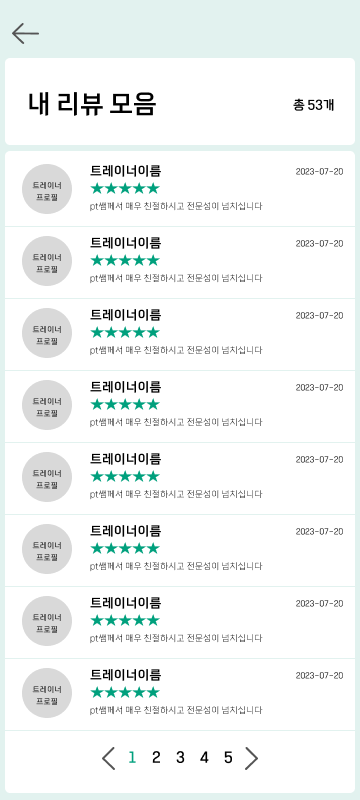 내 리뷰 모음
총 53개
트레이너이름
2023-07-20
트레이너
프로필
★★★★★
pt쌤께서 매우 친절하시고 전문성이 넘치십니다
트레이너이름
2023-07-20
트레이너
프로필
★★★★★
pt쌤께서 매우 친절하시고 전문성이 넘치십니다
트레이너이름
2023-07-20
트레이너
프로필
★★★★★
pt쌤께서 매우 친절하시고 전문성이 넘치십니다
트레이너이름
2023-07-20
트레이너
프로필
★★★★★
pt쌤께서 매우 친절하시고 전문성이 넘치십니다
트레이너이름
2023-07-20
트레이너
프로필
★★★★★
pt쌤께서 매우 친절하시고 전문성이 넘치십니다
트레이너이름
2023-07-20
트레이너
프로필
★★★★★
pt쌤께서 매우 친절하시고 전문성이 넘치십니다
트레이너이름
2023-07-20
트레이너
프로필
★★★★★
pt쌤께서 매우 친절하시고 전문성이 넘치십니다
트레이너이름
2023-07-20
트레이너
프로필
★★★★★
pt쌤께서 매우 친절하시고 전문성이 넘치십니다
1 2 3 4 5